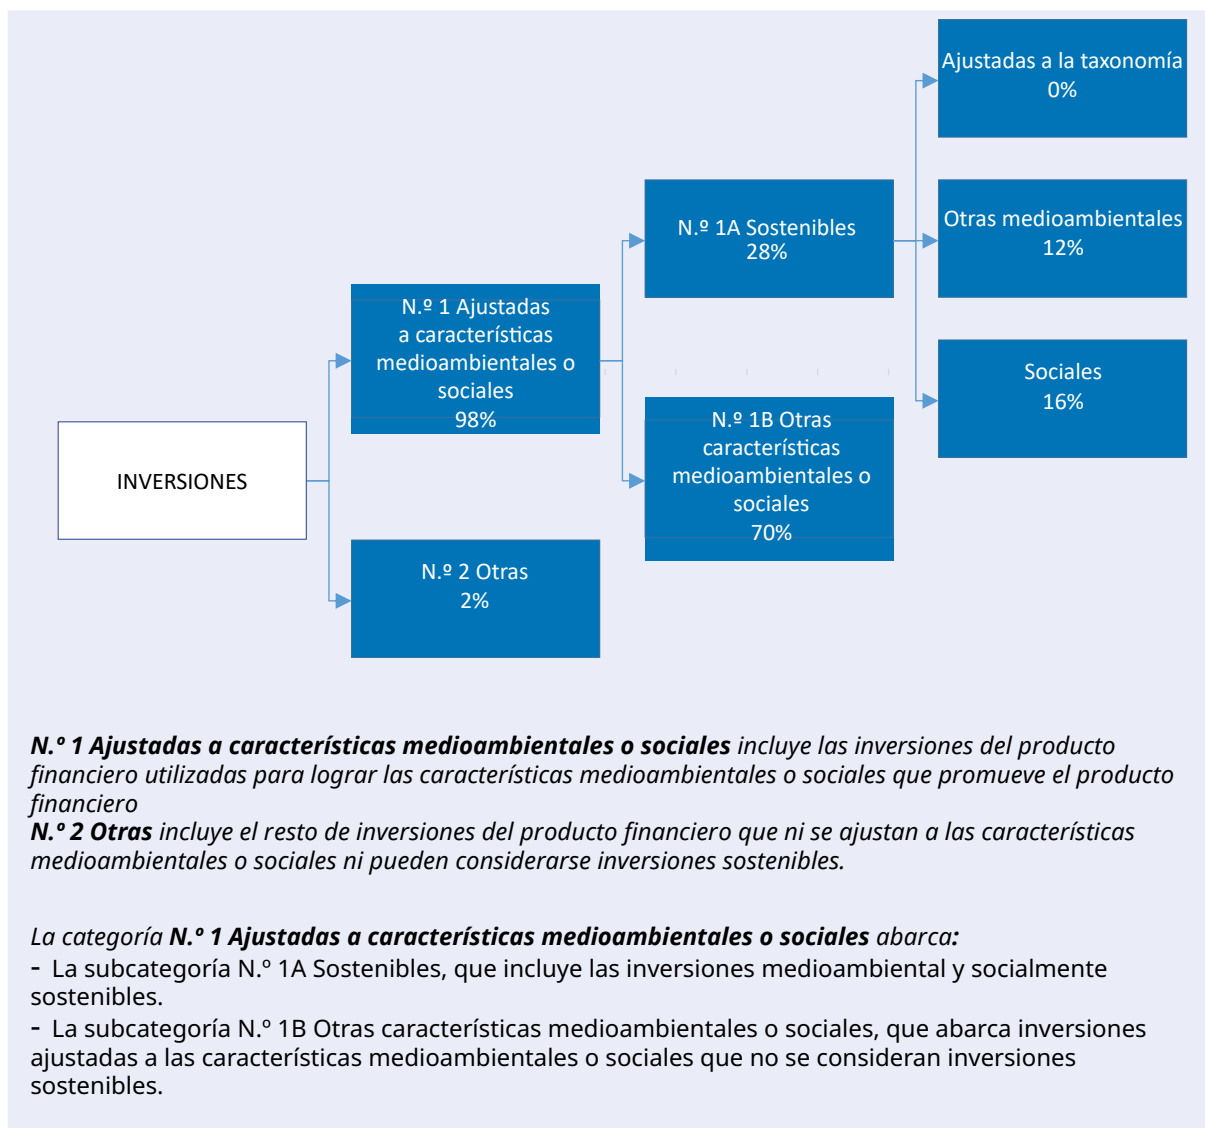 Ajustadas a la taxonomía
0%
Otras medioambientales
12%
Sociales
16%
N.º 1A Sostenibles
28%
N.º 1 Ajustadas
a características
medioambientales o
sociales
98%
N.º 1B Otras
características
medioambientales o
sociales
70%
INVERSIONES
N.º 2 Otras
2%
N.º 1 Ajustadas a características medioambientales o sociales incluye las inversiones del producto
financiero utilizadas para lograr las características medioambientales o sociales que promueve el producto
financiero
N.º 2 Otras incluye el resto de inversiones del producto financiero que ni se ajustan a las características
medioambientales o sociales ni pueden considerarse inversiones sostenibles.
La categoría N.º 1 Ajustadas a características medioambientales o sociales abarca:
- La subcategoría N.º 1A Sostenibles, que incluye las inversiones medioambiental y socialmente
sostenibles.
- La subcategoría N.º 1B Otras características medioambientales o sociales, que abarca inversiones
ajustadas a las características medioambientales o sociales que no se consideran inversiones
sostenibles.